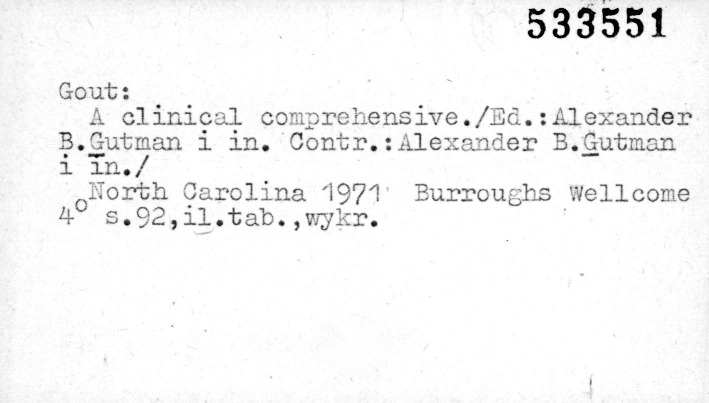 533551
Gout:
A clinical comprehensive./Ed.:Alexander
B.Gutman i in. Contr.:Alexander B.Gutman
i in./
North Carolina 1971 Burroughs Wellcome
4° s.92,il.tab.,wykr.